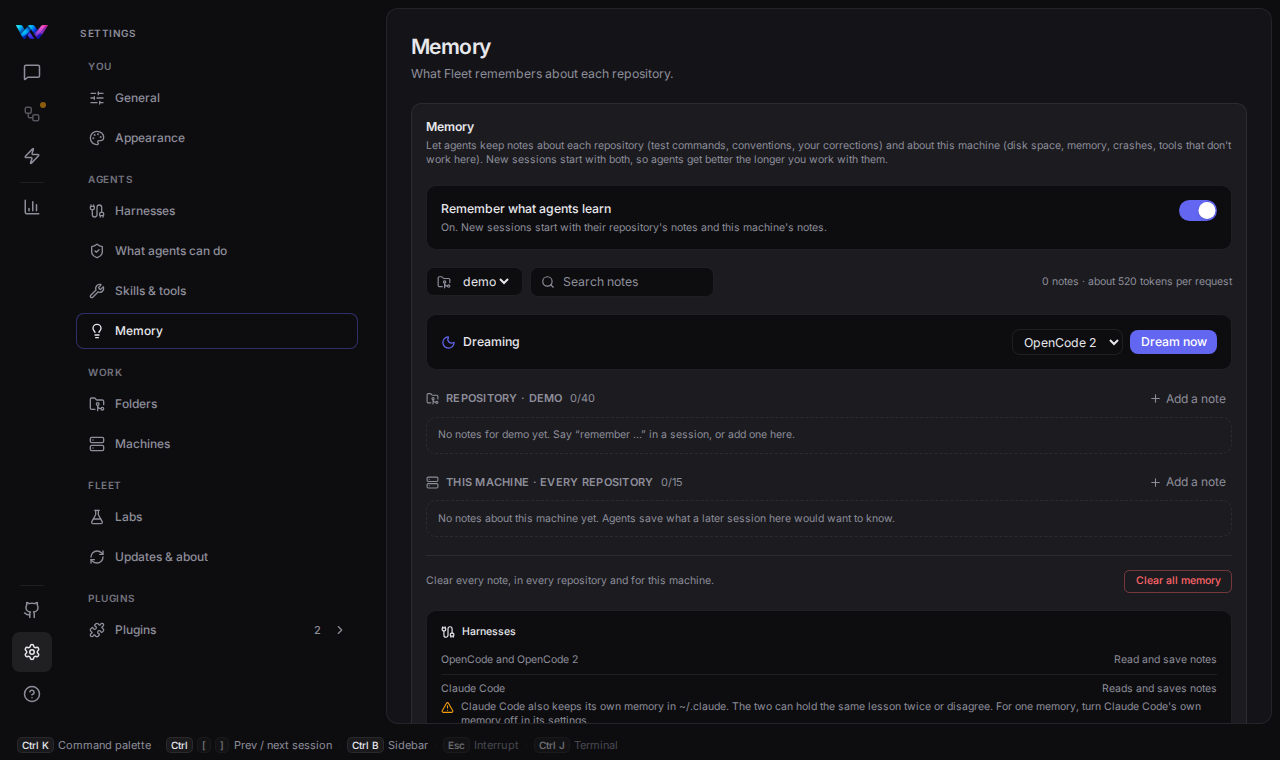 SETTINGS
YOU
General
Appearance
AGENTS
Harnesses
What agents can do
Skills & tools
Memory
WORK
Folders
Machines
FLEET
Labs
Updates & about
PLUGINS
Plugins 2
Memory
What Fleet remembers about each repository.
Memory
Let agents keep notes about each repository (test commands, conventions, your corrections) and about this machine (disk space, memory, crashes, tools that don't
work here). New sessions start with both, so agents get better the longer you work with them.
Remember what agents learn
On. New sessions start with their repository's notes and this machine's notes.
demo Search notes 0 notes · about 520 tokens per request
Dreaming OpenCode 2 Dream now
REPOSITORY · DEMO 0/40 + Add a note
No notes for demo yet. Say “remember …” in a session, or add one here.
THIS MACHINE · EVERY REPOSITORY 0/15 + Add a note
No notes about this machine yet. Agents save what a later session here would want to know.
Clear every note, in every repository and for this machine. Clear all memory
Harnesses
OpenCode and OpenCode 2 Read and save notes
Claude Code Reads and saves notes
Claude Code also keeps its own memory in ~/.claude. The two can hold the same lesson twice or disagree. For one memory, turn Claude Code's own
memory off in its settings
Ctrl K Command palette Ctrl [ ] Prev / next session Ctrl B Sidebar Esc Interrupt Ctrl J Terminal